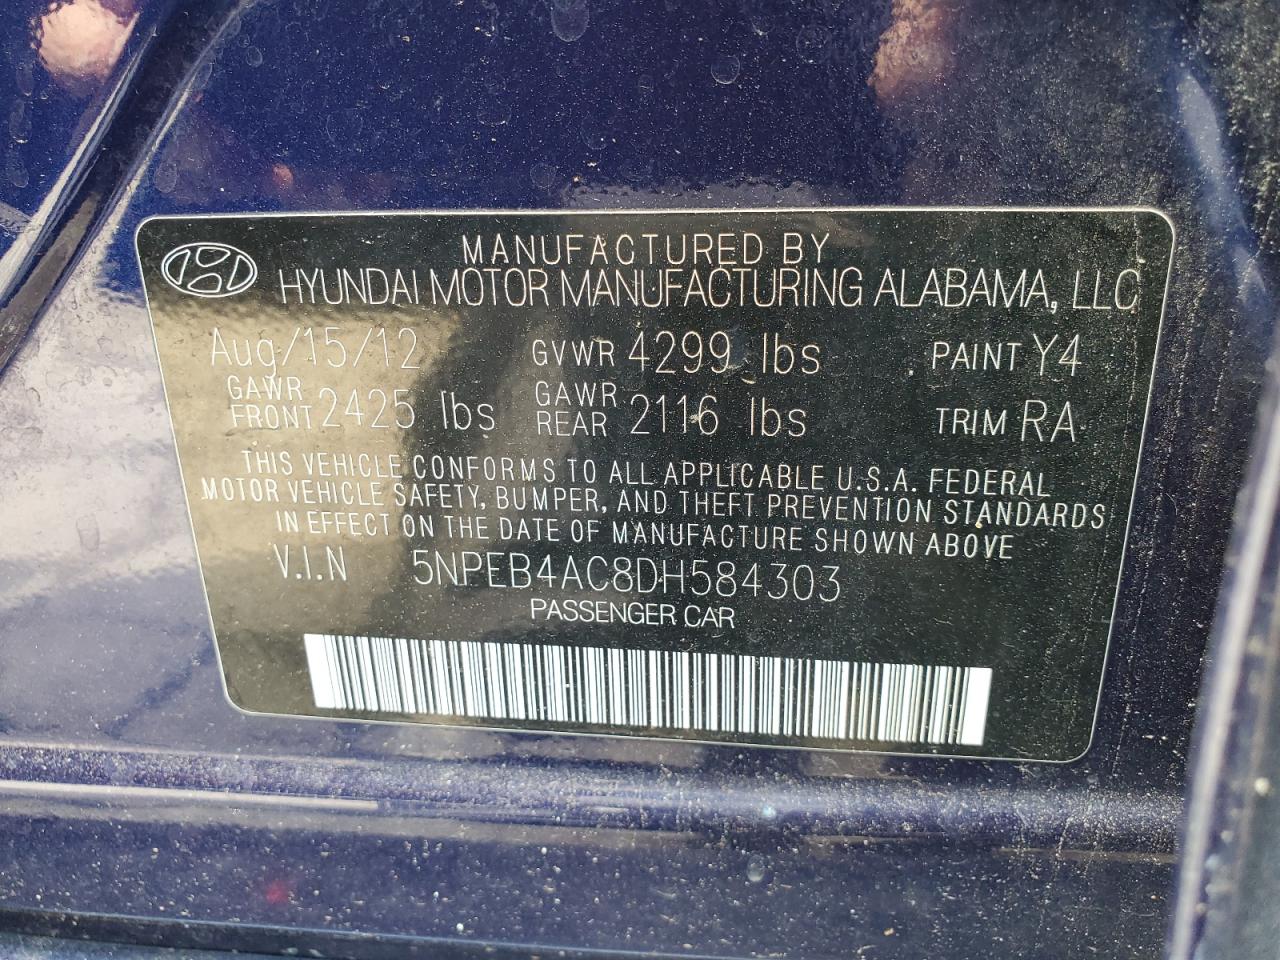 MANUFACTURED BY
HYUNDAI MOTOR MANUFACTURING ALABAMA, LLC
Aug/15/12 GVWR 4299 lbs PAINT Y4
GAWR FRONT 2425 lbs GAWR REAR 2116 lbs TRIM RA
THIS VEHICLE CONFORMS TO ALL APPLICABLE U.S.A. FEDERAL
MOTOR VEHICLE SAFETY, BUMPER, AND THEFT PREVENTION STANDARDS
IN EFFECT ON THE DATE OF MANUFACTURE SHOWN ABOVE
V.I.N 5NPEB4AC8DH584303
PASSENGER CAR